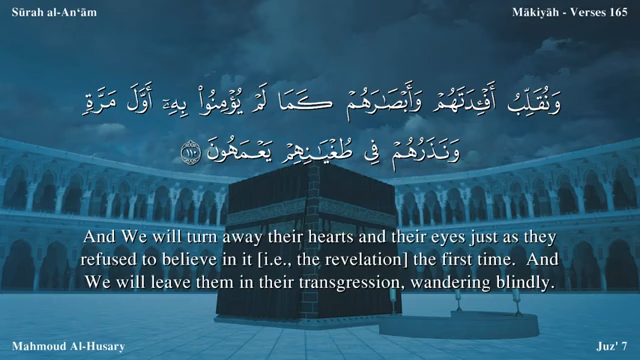 Sūrah al-An‘ām
Mākiyāh - Verses 165
وَنُقَلِّبُ أَفْـِٔدَتَهُمْ وَأَبْصَـٰرَهُمْ كَمَا لَمْ يُؤْمِنُوا۟ بِهِۦٓ أَوَّلَ مَرَّةٍ
وَنَذَرُهُمْ فِى طُغْيَـٰنِهِمْ يَعْمَهُونَ ١١٠
And We will turn away their hearts and their eyes just as they
refused to believe in it [i.e., the revelation] the first time. And
We will leave them in their transgression, wandering blindly.
Mahmoud Al-Husary
Juz' 7